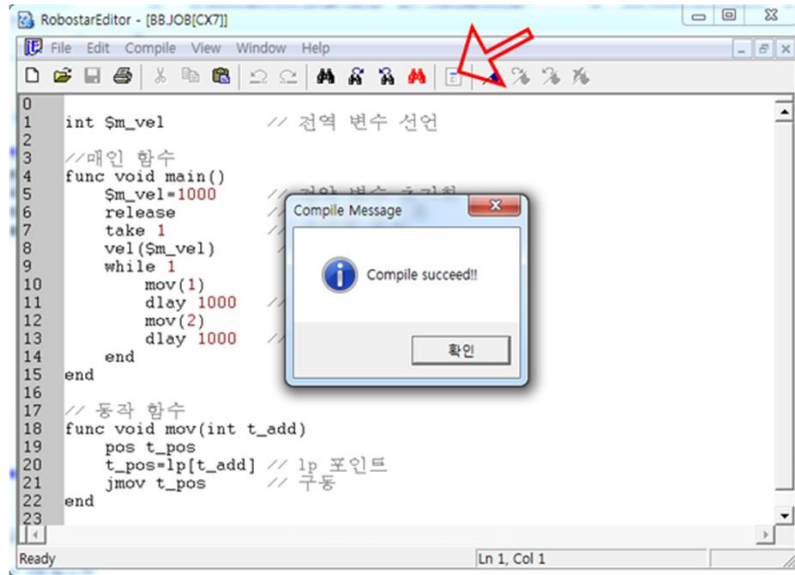 RobostarEditor - [BB.JOB[CX7]]
File Edit Compile View Window Help
0
1 int $m_vel // 전역 변수 선언
2
3 //매인 함수
4 func void main()
5 $m_vel=1000 //
6 release //
7 take 1 //
8 vel($m_vel)
9 while 1
10 mov(1)
11 dlay 1000 //
12 mov(2)
13 dlay 1000 //
14 end
15 end
16
17 // 동작 함수
18 func void mov(int t_add)
19 pos t_pos
20 t_pos=lp[t_add] // lp 포인트
21 jmov t_pos // 구동
22 end
23
Compile Message
Compile succeed!!
확인
Ready Ln 1, Col 1